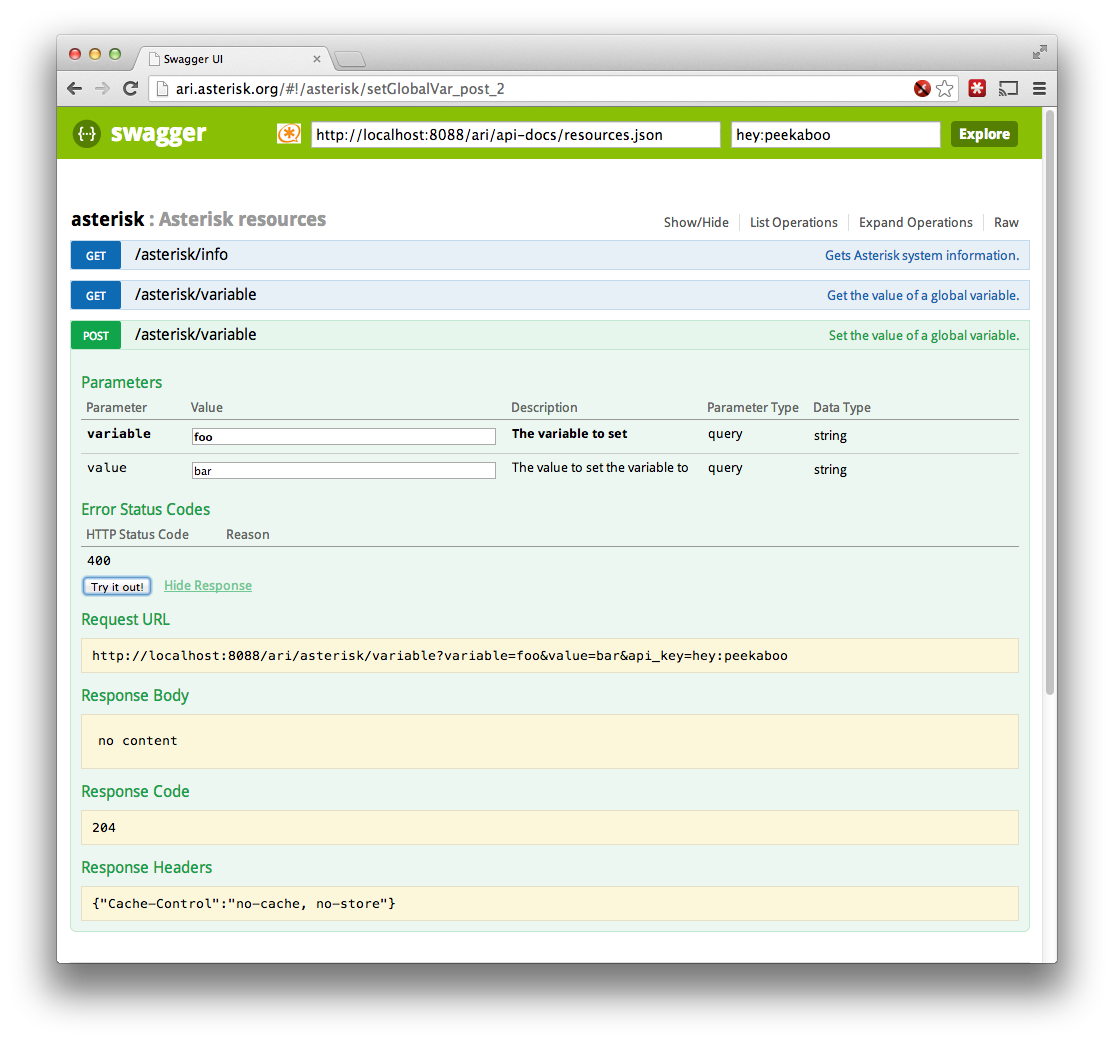 Swagger UI
ari.asterisk.org/#!/asterisk/setGlobalVar_post_2
{··} swagger http://localhost:8088/ari/api-docs/resources.json hey:peekaboo Explore
asterisk : Asterisk resources Show/Hide List Operations Expand Operations Raw
GET /asterisk/info Gets Asterisk system information.
GET /asterisk/variable Get the value of a global variable.
POST /asterisk/variable Set the value of a global variable.
Parameters
Parameter Value Description Parameter Type Data Type
variable foo The variable to set query string
value bar The value to set the variable to query string
Error Status Codes
HTTP Status Code Reason
400
Try it out! Hide Response
Request URL
http://localhost:8088/ari/asterisk/variable?variable=foo&value=bar&api_key=hey:peekaboo
Response Body
no content
Response Code
204
Response Headers
{"Cache-Control":"no-cache, no-store"}